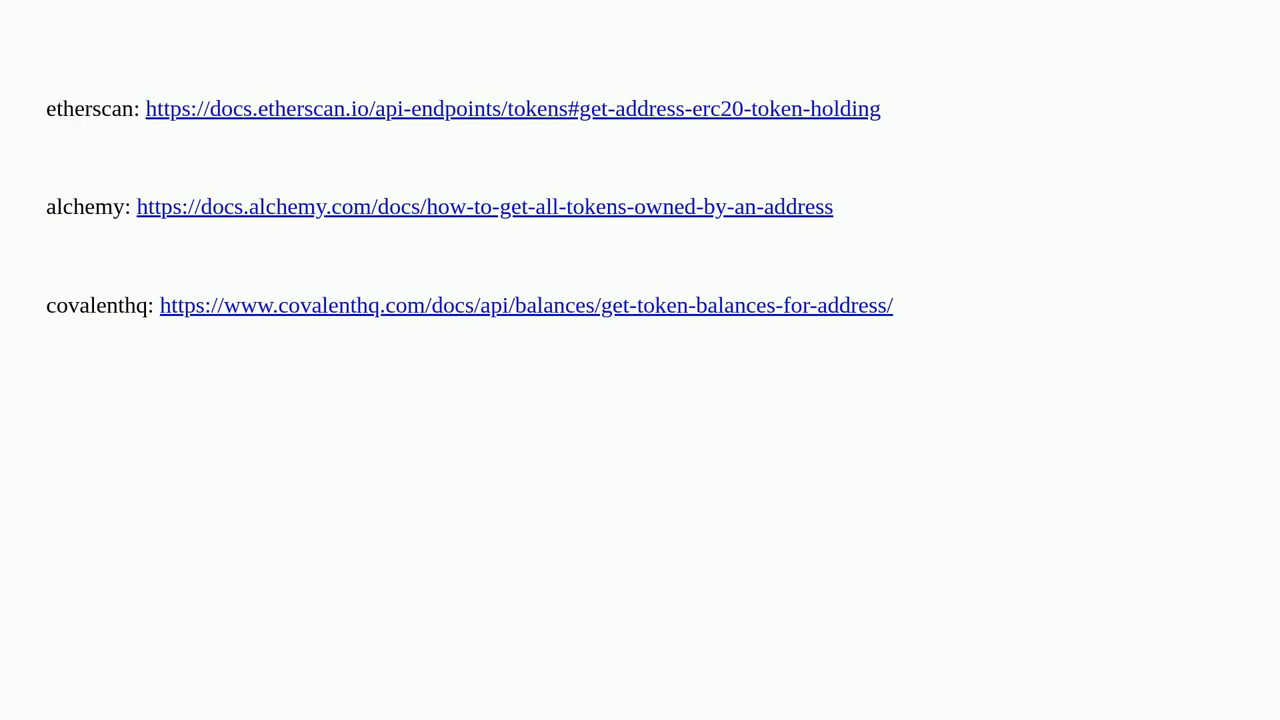 etherscan: https://docs.etherscan.io/api-endpoints/tokens#get-address-erc20-token-holding
alchemy: https://docs.alchemy.com/docs/how-to-get-all-tokens-owned-by-an-address
covalenthq: https://www.covalenthq.com/docs/api/balances/get-token-balances-for-address/